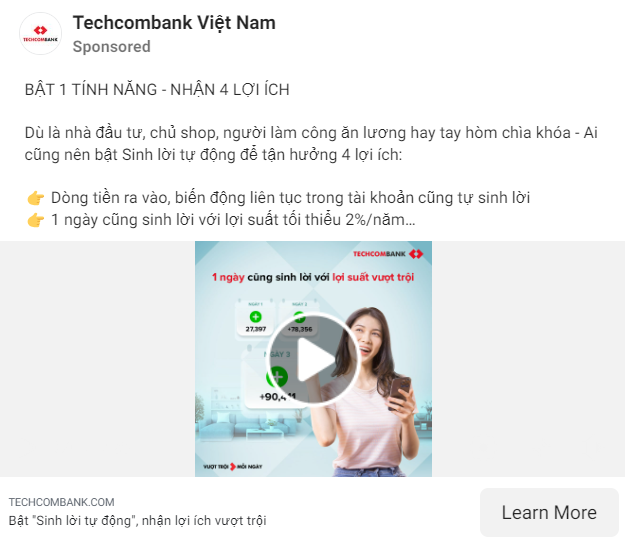 Techcombank Việt Nam
TECHCOMBANK
Sponsored
BẬT 1 TÍNH NĂNG - NHẬN 4 LỢI ÍCH
Dù là nhà đầu tư, chủ shop, người làm công ăn lương hay tay hòm chìa khóa - Ai
cũng nên bật Sinh lời tự động để tận hưởng 4 lợi ích:
👉 Dòng tiền ra vào, biến động liên tục trong tài khoản cũng tự sinh lời
👉 1 ngày cũng sinh lời với lợi suất tối thiểu 2%/năm...
TECHCOMBANK
1 ngày cũng sinh lời với lợi suất vượt trội
NGÀY 1
NGÀY 2
27,397
+78,356
NGÀY 3
VƯỢT TRỘI MỖI NGÀY
TECHCOMBANK.COM
Bật "Sinh lời tự động", nhận lợi ích vượt trội
Learn More